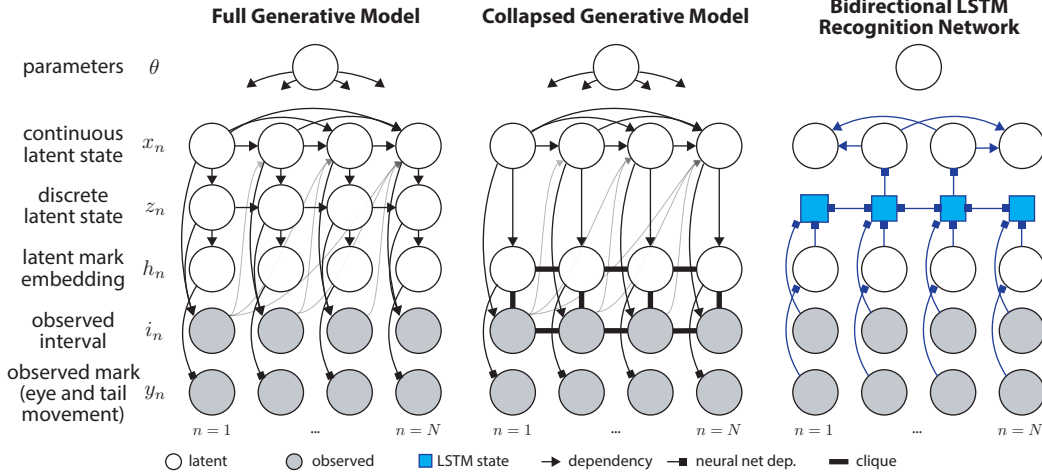 Full Generative Model
Collapsed Generative Model
Bidirectional LSTM
Recognition Network
parameters θ
continuous
latent state
xₙ
discrete
latent state
zₙ
latent mark
embedding
hₙ
observed
interval
iₙ
observed mark
(eye and tail
movement)
yₙ
n = 1 ... n = N
n = 1 ... n = N
n = 1 ... n = N
latent observed LSTM state dependency neural net dep. clique